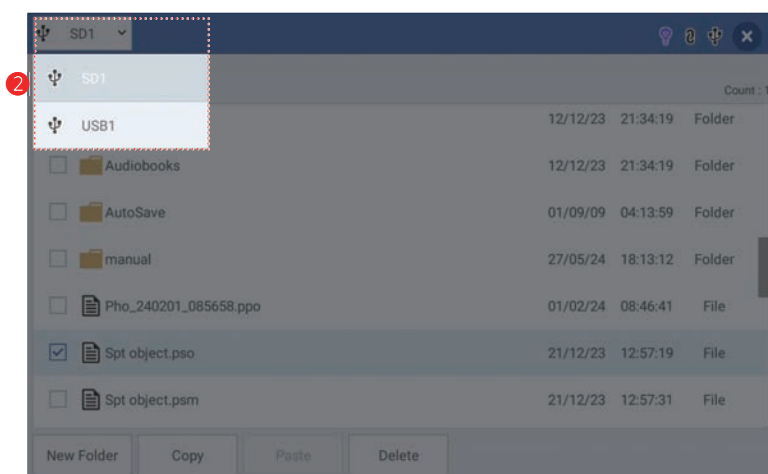 SD1
2
SD1
Count : 1
USB1
12/12/23 21:34:19 Folder
Audiobooks 12/12/23 21:34:19 Folder
AutoSave 01/09/09 04:13:59 Folder
manual 27/05/24 18:13:12 Folder
Pho_240201_085658.ppo 01/02/24 08:46:41 File
Spt object.pso 21/12/23 12:57:19 File
Spt object.psm 21/12/23 12:57:31 File
New Folder Copy Paste Delete